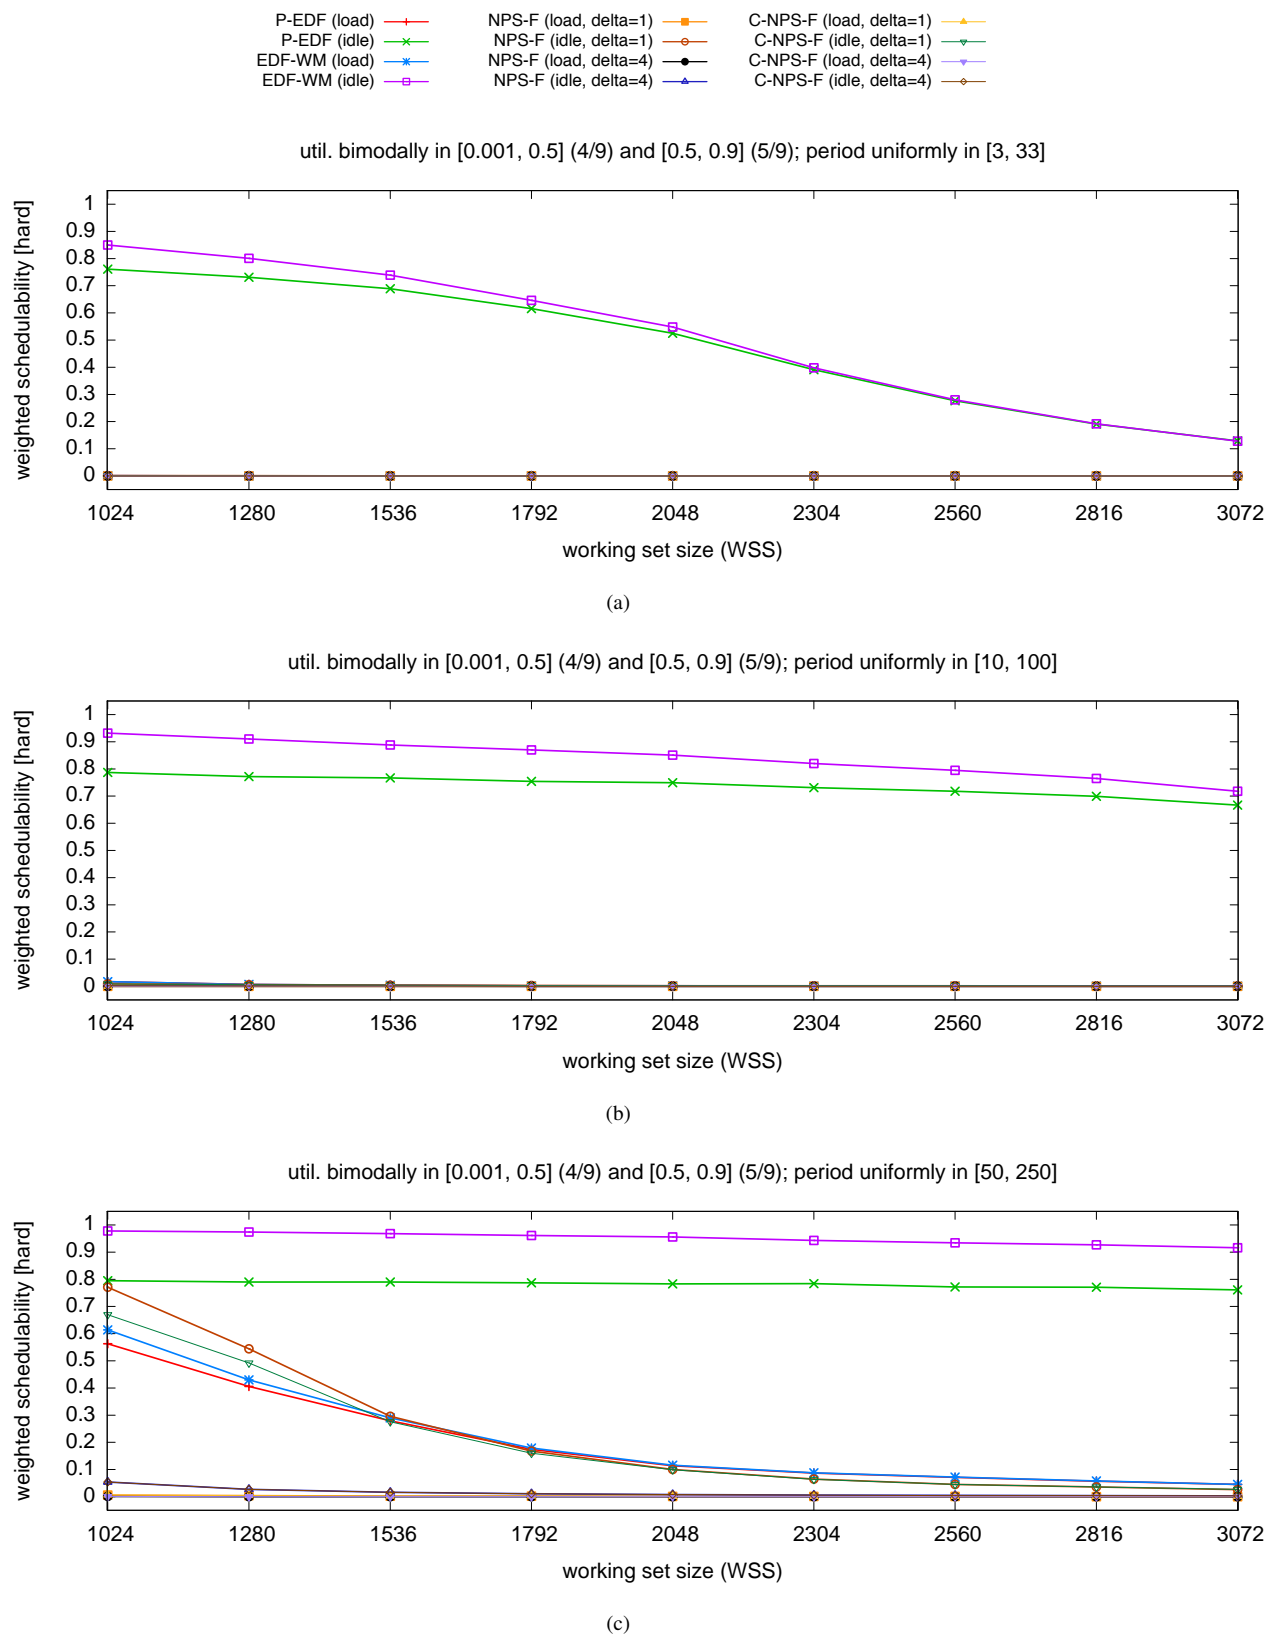 P-EDF (load)
P-EDF (idle)
EDF-WM (load)
EDF-WM (idle)
NPS-F (load, delta=1)
NPS-F (idle, delta=1)
NPS-F (load, delta=4)
NPS-F (idle, delta=4)
C-NPS-F (load, delta=1)
C-NPS-F (idle, delta=1)
C-NPS-F (load, delta=4)
C-NPS-F (idle, delta=4)
util. bimodally in [0.001, 0.5] (4/9) and [0.5, 0.9] (5/9); period uniformly in [3, 33]
weighted schedulability [hard]
1
0.9
0.8
0.7
0.6
0.5
0.4
0.3
0.2
0.1
0
1024 1280 1536 1792 2048 2304 2560 2816 3072
working set size (WSS)
(a)
util. bimodally in [0.001, 0.5] (4/9) and [0.5, 0.9] (5/9); period uniformly in [10, 100]
weighted schedulability [hard]
1
0.9
0.8
0.7
0.6
0.5
0.4
0.3
0.2
0.1
0
1024 1280 1536 1792 2048 2304 2560 2816 3072
working set size (WSS)
(b)
util. bimodally in [0.001, 0.5] (4/9) and [0.5, 0.9] (5/9); period uniformly in [50, 250]
weighted schedulability [hard]
1
0.9
0.8
0.7
0.6
0.5
0.4
0.3
0.2
0.1
0
1024 1280 1536 1792 2048 2304 2560 2816 3072
working set size (WSS)
(c)